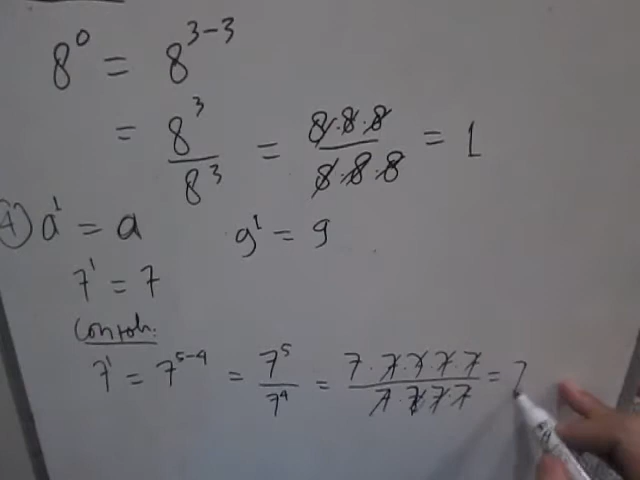 8⁰ = 8³⁻³
= 8³/8³ = 8·8·8/8·8·8 = 1
④ a¹ = a    9¹ = 9
7¹ = 7
Contoh:
7¹ = 7⁵⁻⁴ = 7⁵/7⁴ = 7·7·7·7·7/7·7·7·7 = 7